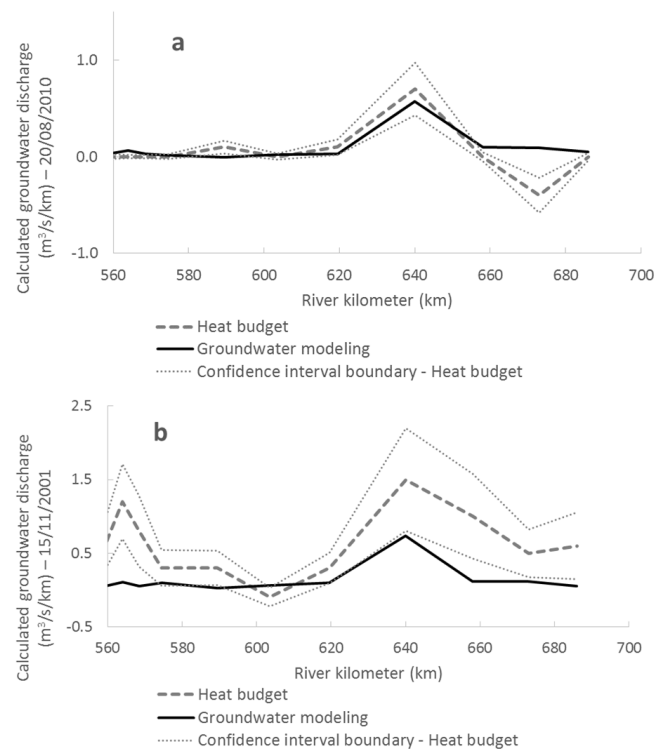 Calculated groundwater discharge
(m³/s/km) – 20/08/2010
a
1.0
0.0
-1.0
560 580 600 620 640 660 680 700
River kilometer (km)
Heat budget
Groundwater modeling
Confidence interval boundary - Heat budget
Calculated groundwater discharge
(m³/s/km) – 15/11/2001
b
2.5
1.5
0.5
-0.5
560 580 600 620 640 660 680 700
River kilometer (km)
Heat budget
Groundwater modeling
Confidence interval boundary - Heat budget